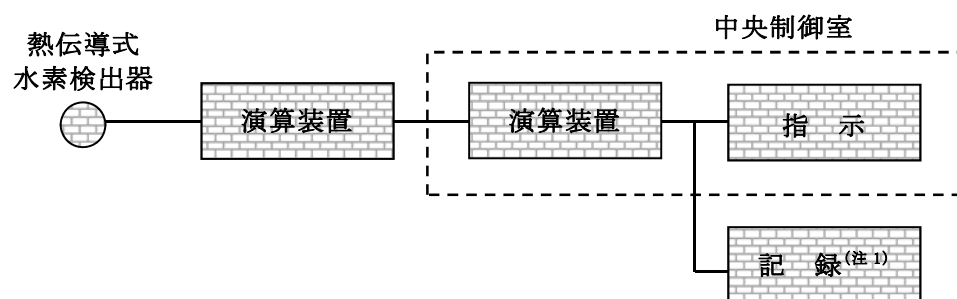 中央制御室
熱伝導式
水素検出器
演算装置
演算装置
指 示
記 録(注1)